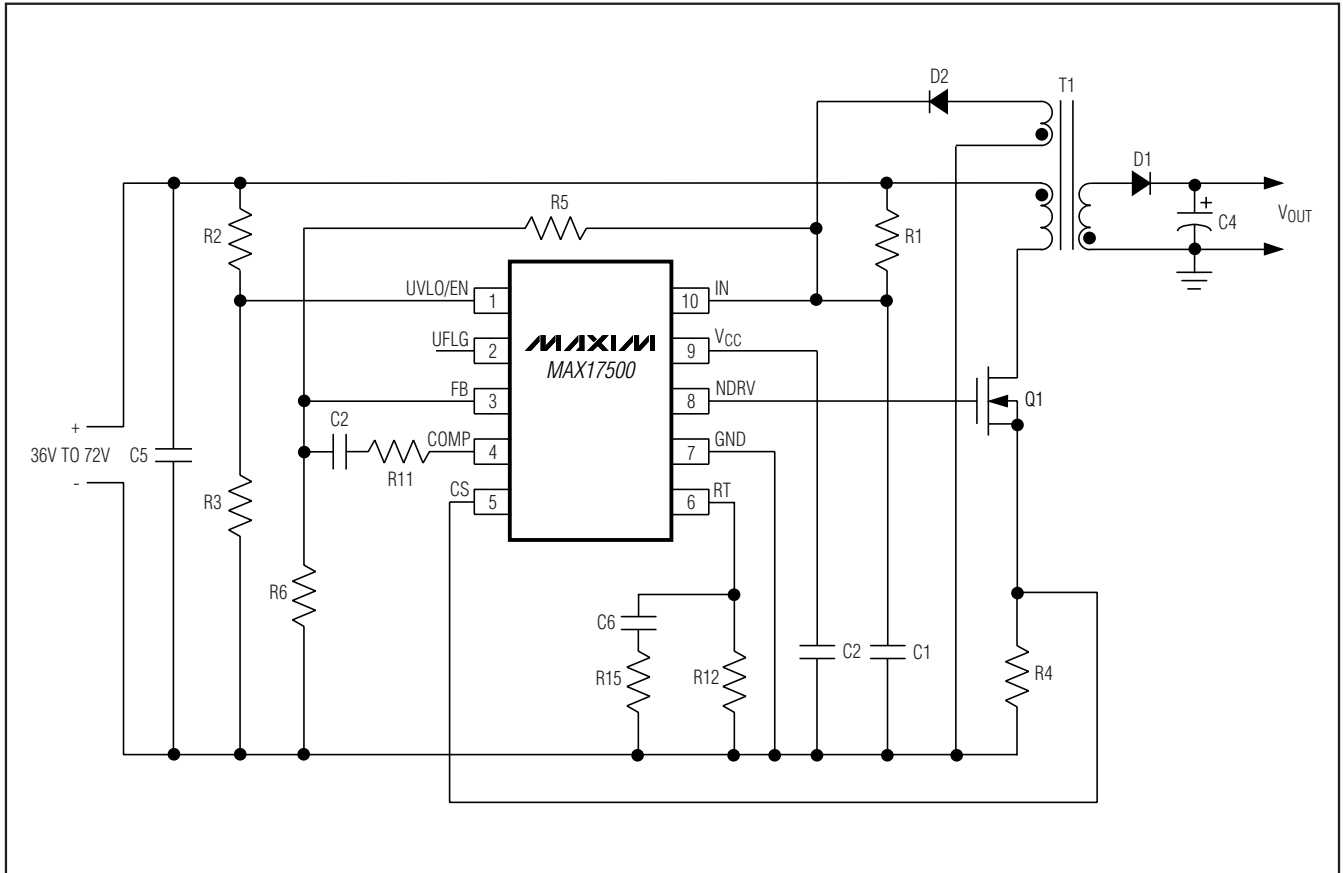 D2
T1
D1
R5
R2
R1
C4
+
VOUT
UVLO/EN 1
10 IN
UFLG 2
MAXIM
MAX17500
9 VCC
FB 3
8 NDRV
Q1
C2
COMP 4
7 GND
R11
+
36V TO 72V
-
C5
R3
CS 5
6 RT
R6
C6
R15
R12
C2
C1
R4